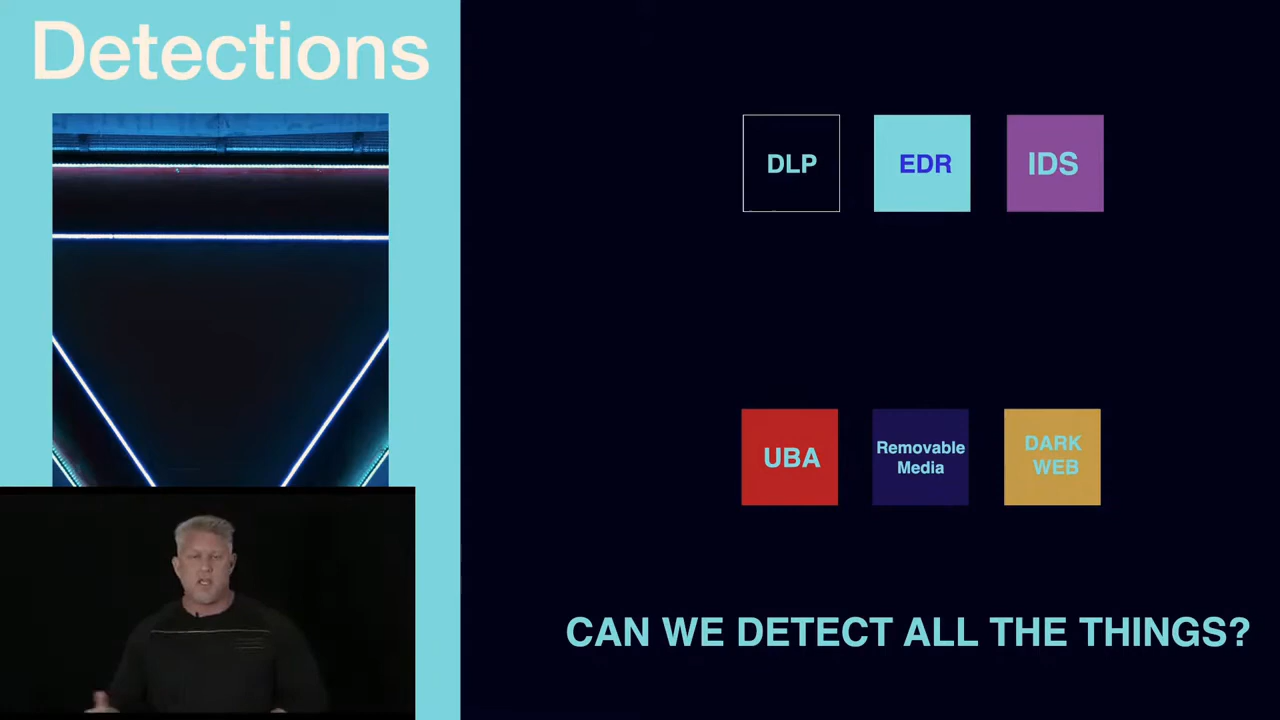 Detections
DLP
EDR
IDS
UBA
Removable
Media
DARK
WEB
CAN WE DETECT ALL THE THINGS?